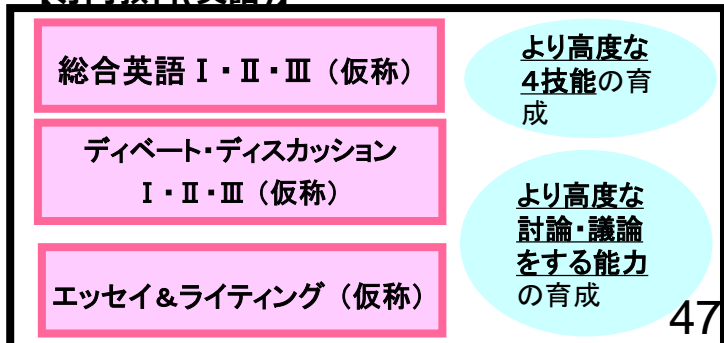 総合英語Ⅰ・Ⅱ・Ⅲ（仮称）
より高度な
4技能の育
成
ディベート・ディスカッション
Ⅰ・Ⅱ・Ⅲ（仮称）
より高度な
討論・議論
をする能力
の育成
エッセイ&ライティング（仮称）
47